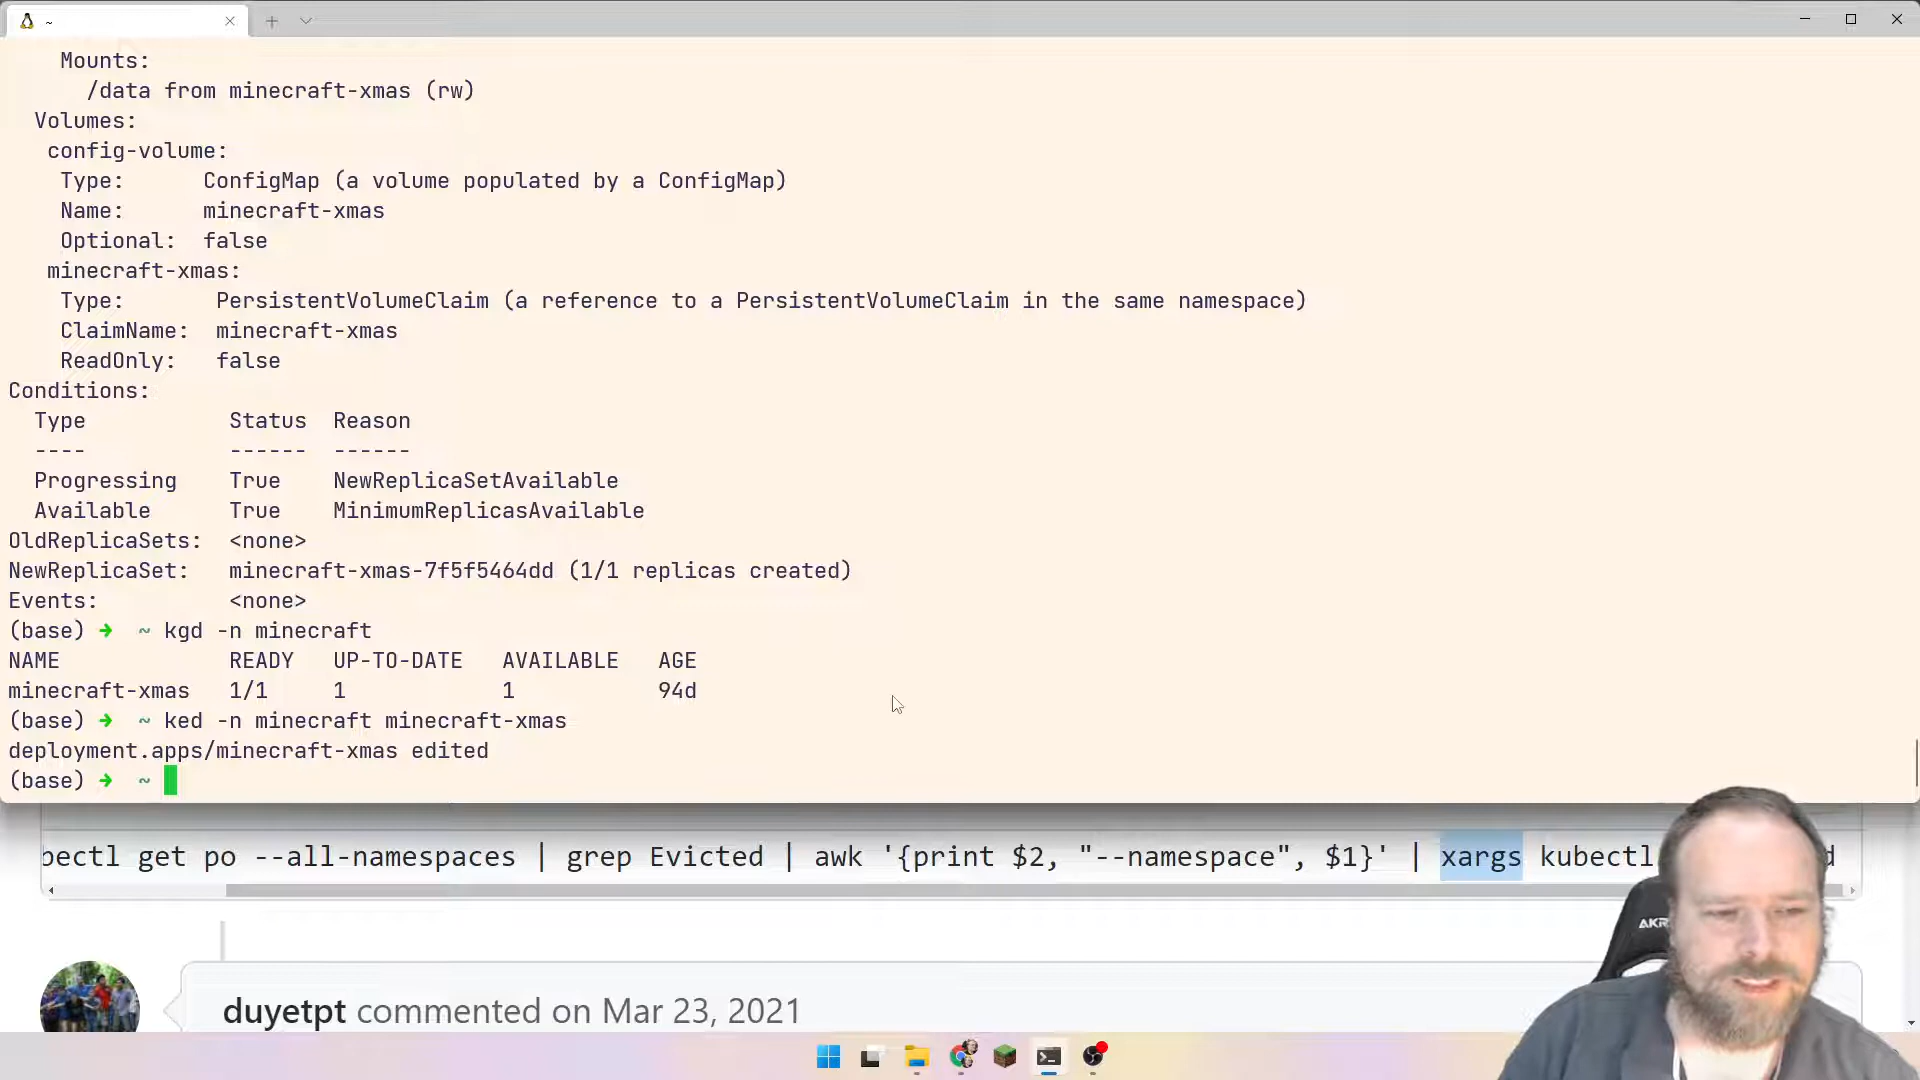 ~
Mounts:
/data from minecraft-xmas (rw)
Volumes:
config-volume:
Type: ConfigMap (a volume populated by a ConfigMap)
Name: minecraft-xmas
Optional: false
minecraft-xmas:
Type: PersistentVolumeClaim (a reference to a PersistentVolumeClaim in the same namespace)
ClaimName: minecraft-xmas
ReadOnly: false
Conditions:
Type Status Reason
---- ------ ------
Progressing True NewReplicaSetAvailable
Available True MinimumReplicasAvailable
OldReplicaSets: <none>
NewReplicaSet: minecraft-xmas-7f5f5464dd (1/1 replicas created)
Events: <none>
(base) ➜ ~ kgd -n minecraft
NAME READY UP-TO-DATE AVAILABLE AGE
minecraft-xmas 1/1 1 1 94d
(base) ➜ ~ ked -n minecraft minecraft-xmas
deployment.apps/minecraft-xmas edited
(base) ➜ ~
bectl get po --all-namespaces | grep Evicted | awk '{print $2, "--namespace", $1}' | xargs kubectl
duyetpt commented on Mar 23, 2021